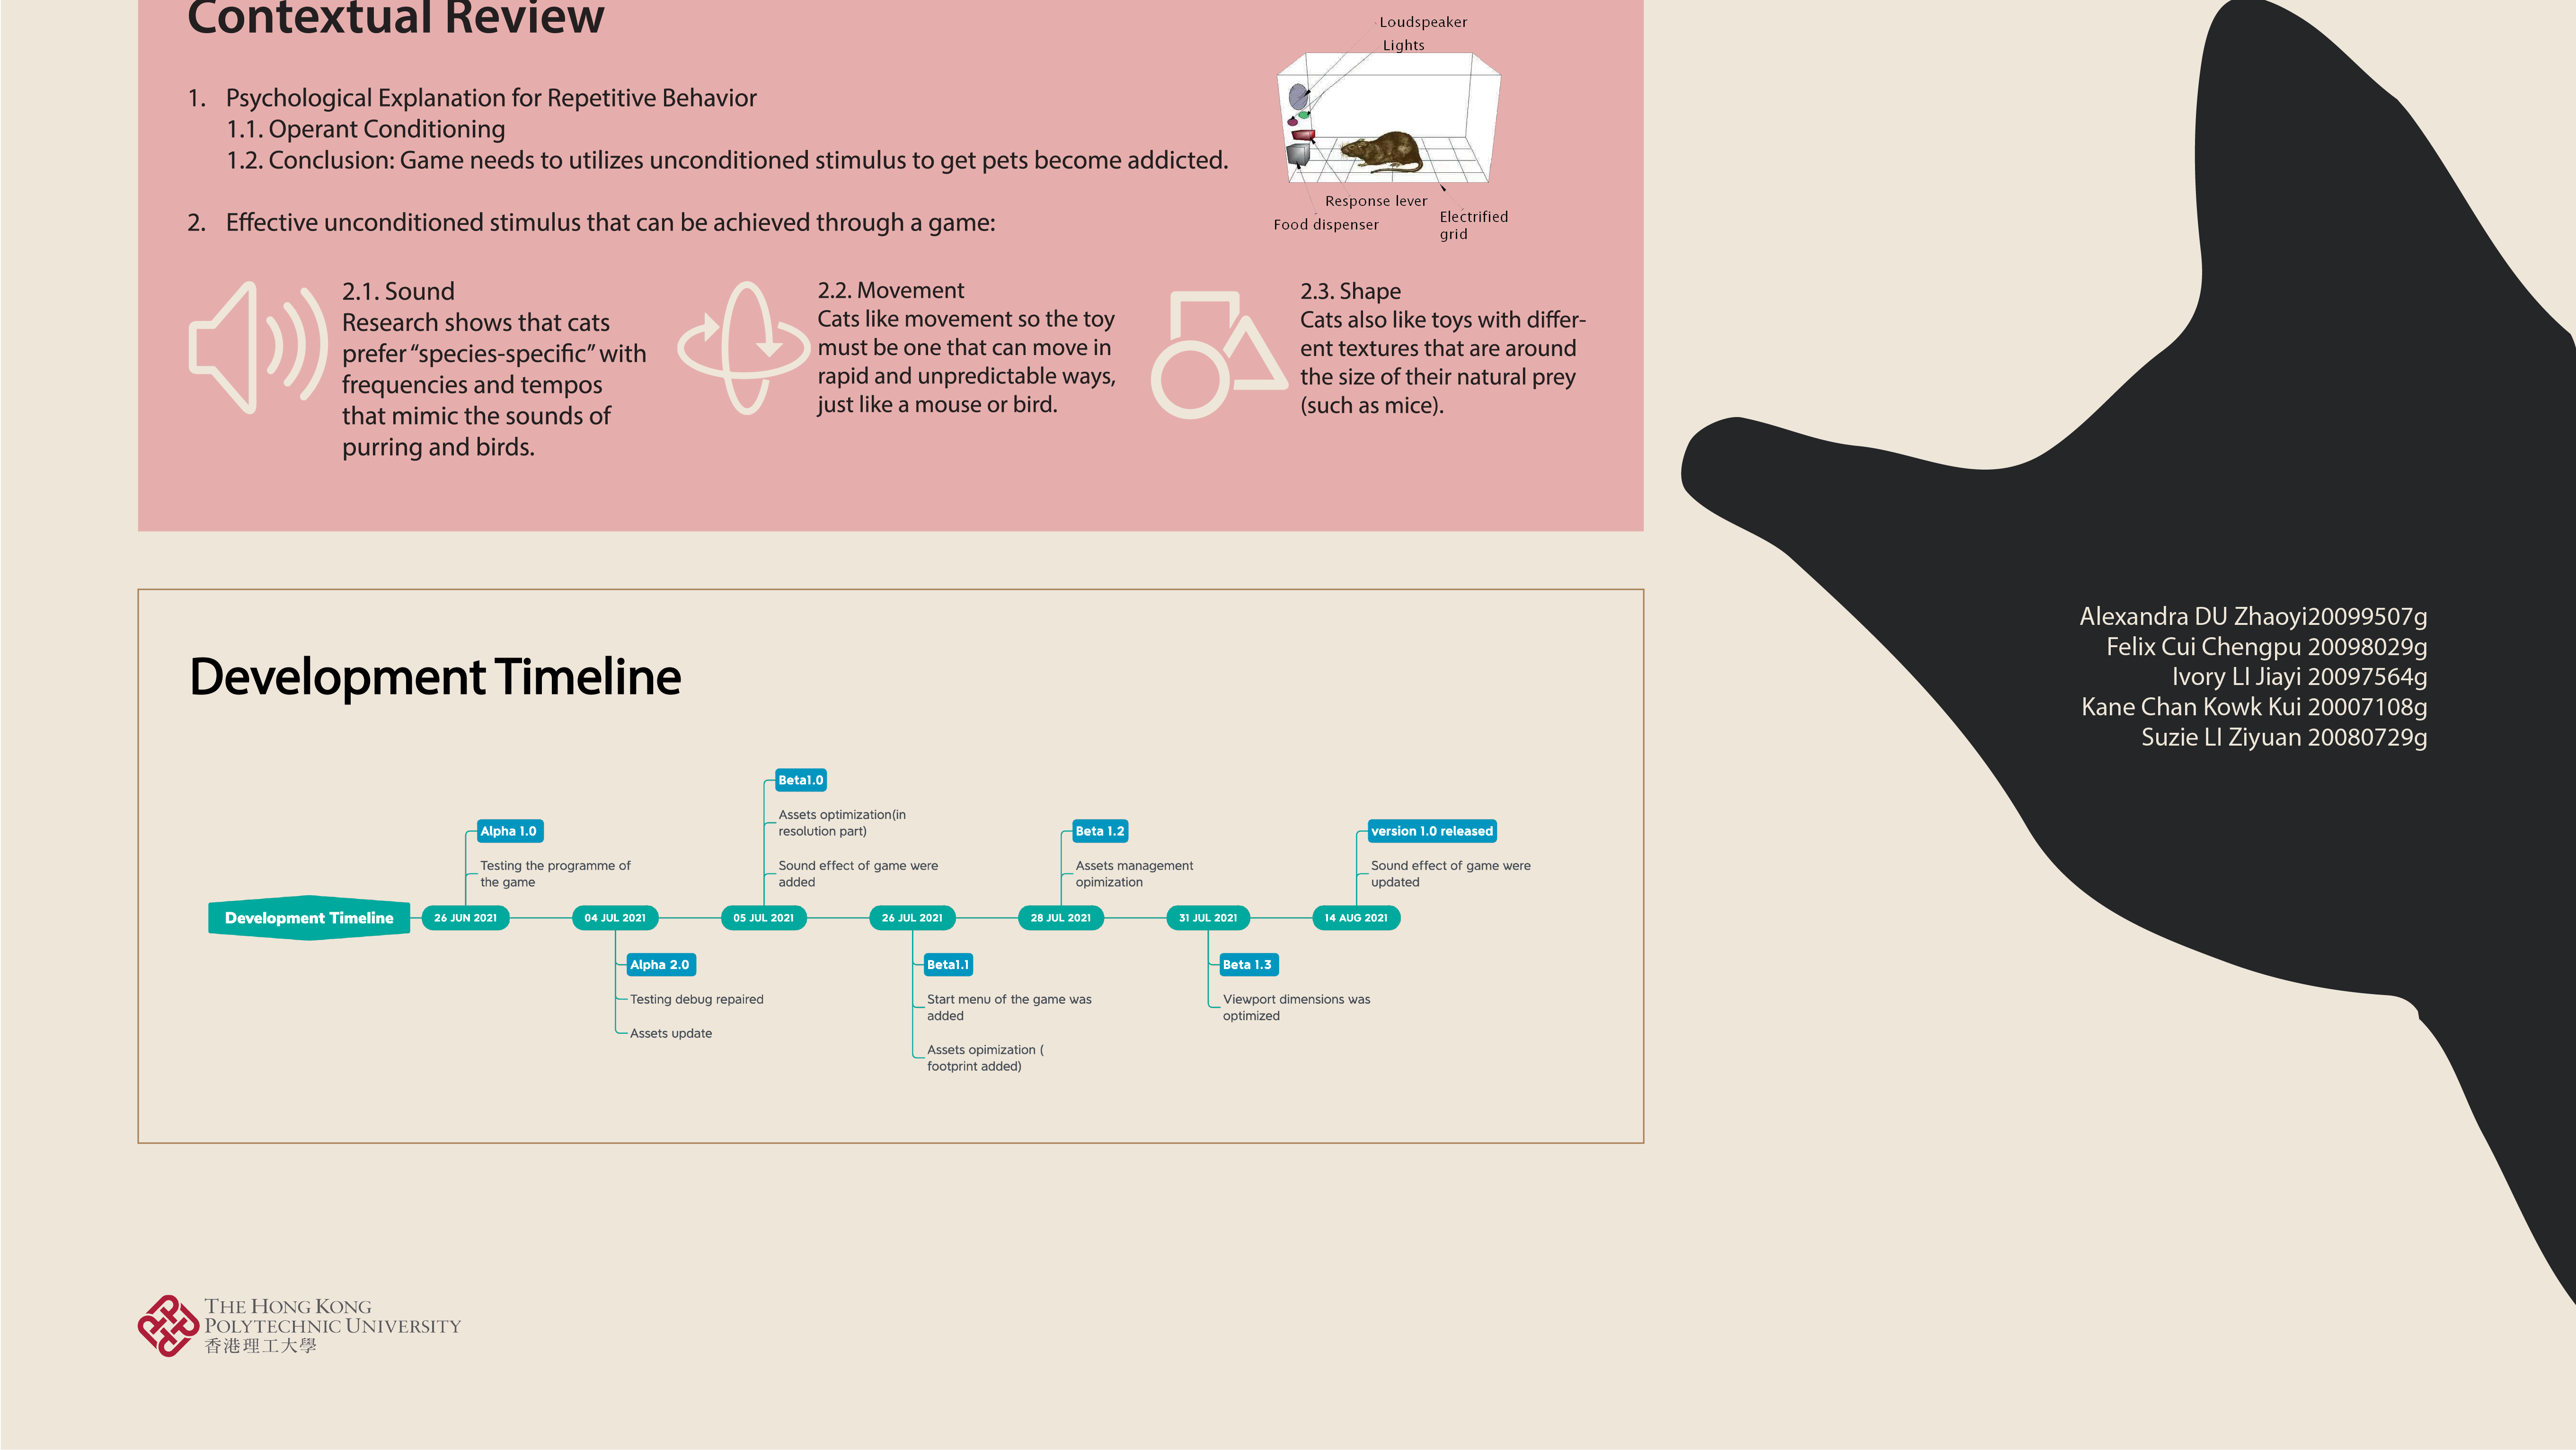 Contextual Review
Loudspeaker
Lights
Response lever
Food dispenser
Electrified
grid
1. Psychological Explanation for Repetitive Behavior
1.1. Operant Conditioning
1.2. Conclusion: Game needs to utilizes unconditioned stimulus to get pets become addicted.
2. Effective unconditioned stimulus that can be achieved through a game:
2.1. Sound
Research shows that cats
prefer “species-specific” with
frequencies and tempos
that mimic the sounds of
purring and birds.
2.2. Movement
Cats like movement so the toy
must be one that can move in
rapid and unpredictable ways,
just like a mouse or bird.
2.3. Shape
Cats also like toys with differ-
ent textures that are around
the size of their natural prey
(such as mice).
Alexandra DU Zhaoyi20099507g
Felix Cui Chengpu 20098029g
Ivory LI Jiayi 20097564g
Kane Chan Kowk Kui 20007108g
Suzie LI Ziyuan 20080729g
Development Timeline
Development Timeline
26 JUN 2021
Alpha 1.0
Testing the programme of
the game
04 JUL 2021
Alpha 2.0
Testing debug repaired
Assets update
05 JUL 2021
Beta1.0
Assets optimization(in
resolution part)
Sound effect of game were
added
26 JUL 2021
Beta1.1
Start menu of the game was
added
Assets opimization (
footprint added)
28 JUL 2021
Beta 1.2
Assets management
opimization
31 JUL 2021
Beta 1.3
Viewport dimensions was
optimized
14 AUG 2021
version 1.0 released
Sound effect of game were
updated
THE HONG KONG
POLYTECHNIC UNIVERSITY
香港理工大學